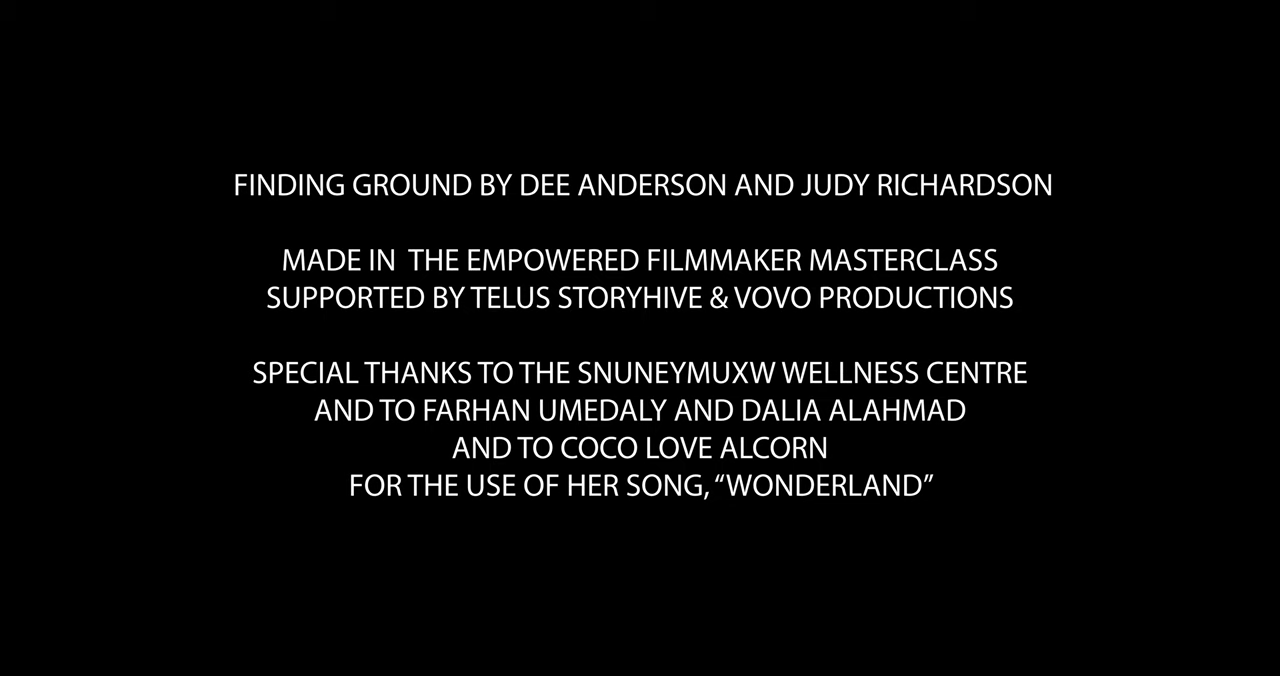 FINDING GROUND BY DEE ANDERSON AND JUDY RICHARDSON
MADE IN  THE EMPOWERED FILMMAKER MASTERCLASS
SUPPORTED BY TELUS STORYHIVE & VOVO PRODUCTIONS
SPECIAL THANKS TO THE SNUNEYMUXW WELLNESS CENTRE
AND TO FARHAN UMEDALY AND DALIA ALAHMAD
AND TO COCO LOVE ALCORN
FOR THE USE OF HER SONG, “WONDERLAND”